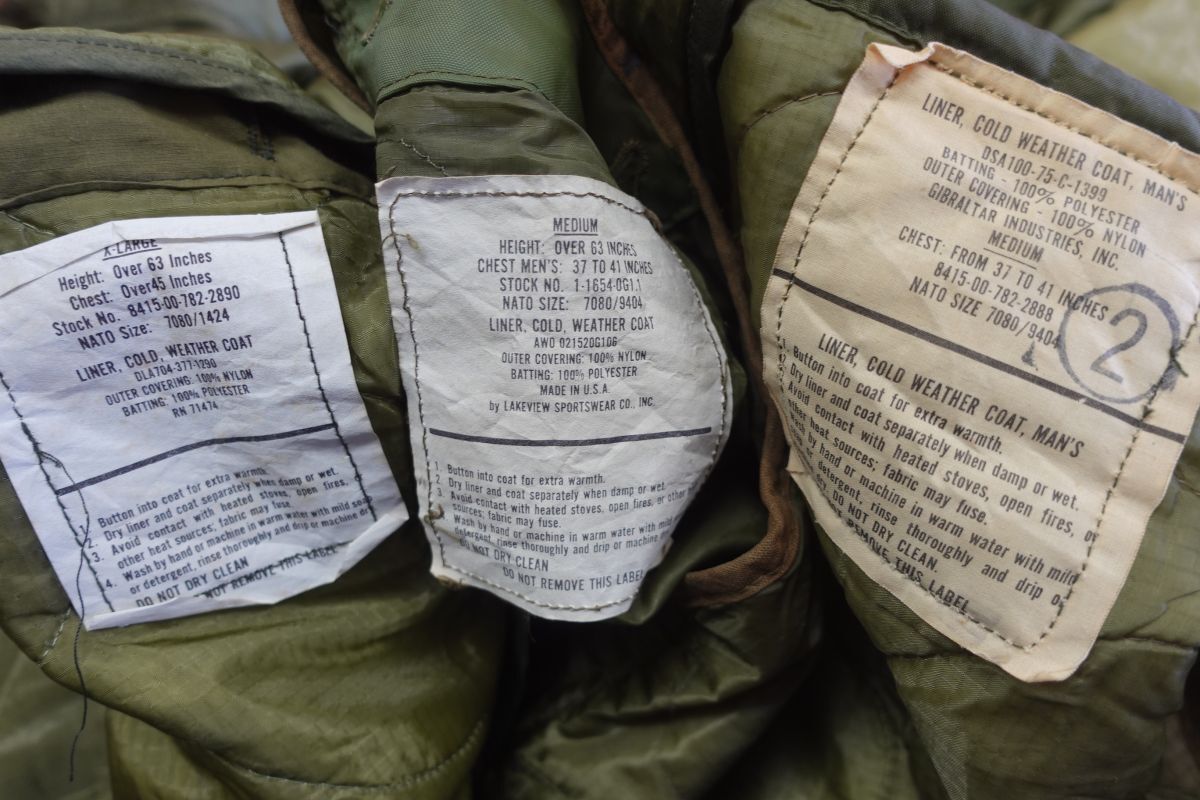 X-LARGE
Height: Over 63 Inches
Chest: Over45 Inches
Stock No. 8415-00-782-2890
NATO Size: 7080/1424
LINER, COLD, WEATHER COAT
DLA704-377-1290
OUTER COVERING: 100% NYLON
BATTING: 100% POLYESTER
RN 71474
Button into coat for extra warmth.
Dry liner and coat separately when damp or wet.
3. Avoid contact with heated stoves, open fires,
other heat sources; fabric may fuse.
4. Wash by hand or machine in warm water with mild soap
or detergent, rinse thoroughly and drip or machine
DO NOT DRY CLEAN
NOT REMOVE THIS LABEL
MEDIUM
HEIGHT: OVER 63 INCHES
CHEST MEN'S: 37 TO 41 INCHES
STOCK NO. 1-1654-0G1.1
NATO SIZE: 7080/9404
LINER, COLD, WEATHER COAT
AWO 021520G106
OUTER COVERING: 100% NYLON
BATTING: 100% POLYESTER
MADE IN U.S.A.
by LAKEVIEW SPORTSWEAR CO., INC.
1. Button into coat for extra warmth.
2. Dry liner and coat separately when damp or wet.
3. Avoid contact with heated stoves, open fires, or other
sources; fabric may fuse.
Wash by hand or machine in warm water with mild
detergent, rinse thoroughly and drip or machine
DO NOT DRY CLEAN
DO NOT REMOVE THIS LABEL
LINER, COLD WEATHER COAT, MAN'S
DSA100-75-C-1399
BATTING - 100% POLYESTER
OUTER COVERING - 100% NYLON
GIBRALTAR INDUSTRIES, INC.
MEDIUM
CHEST: FROM 37 TO 41 INCHES
8415-00-782-2888
NATO SIZE 7080/9404
2
LINER, COLD WEATHER COAT, MAN'S
1. Button into coat for extra warmth.
2. Dry liner and coat separately when damp or wet.
Avoid contact with heated stoves, open fires, or
other heat sources; fabric may fuse.
Wash by hand or machine in warm water with mild
or detergent, rinse thoroughly and drip or
dry. DO NOT DRY CLEAN.
REMOVE THIS LABEL